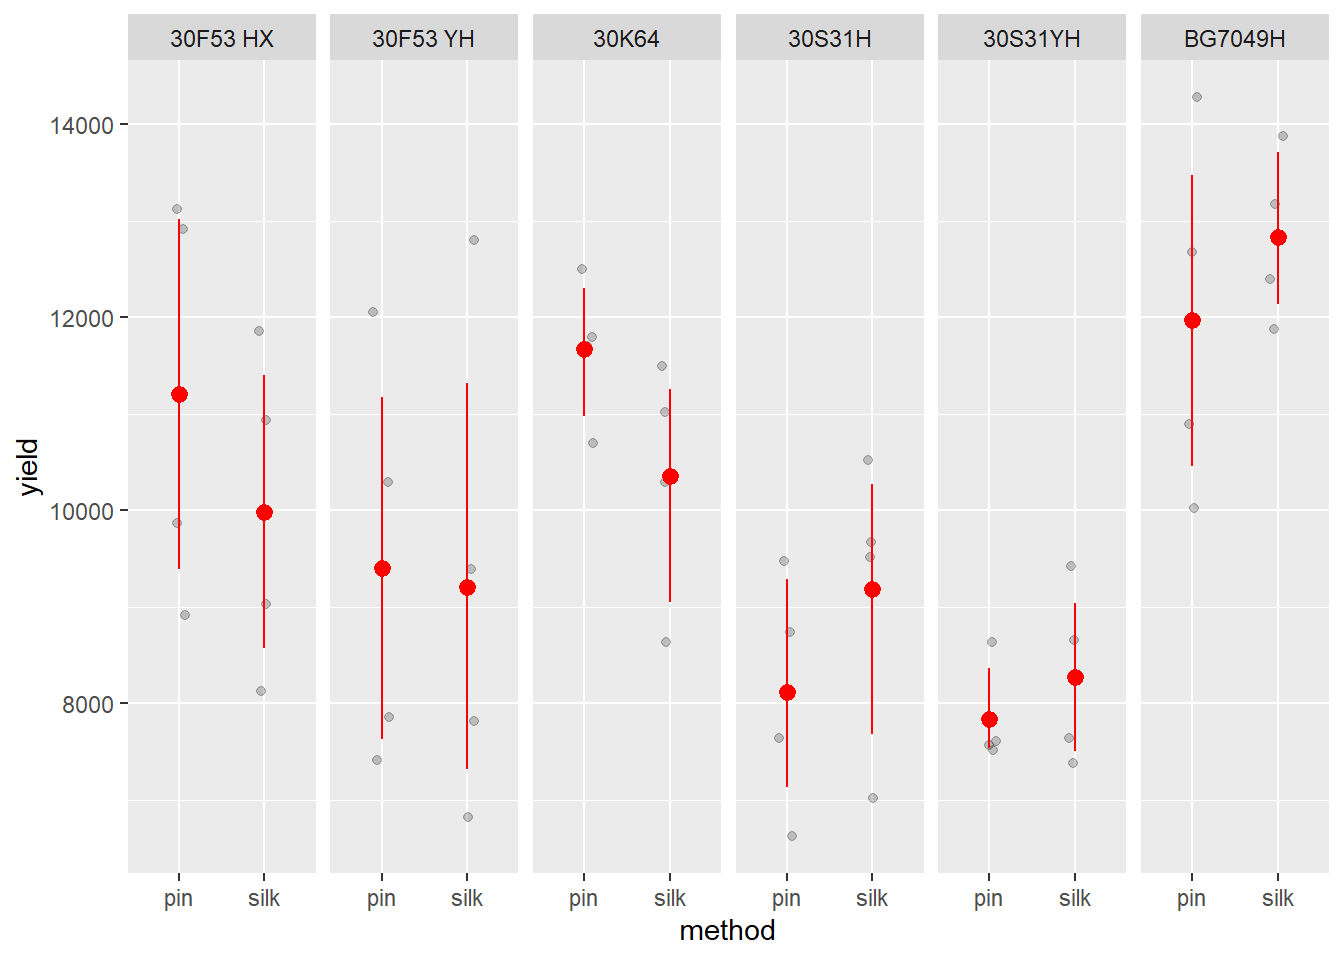 30F53 HX 30F53 YH 30K64 30S31H 30S31YH BG7049H
14000
12000
10000
8000
yield
pin silk pin silk pin silk pin silk pin silk pin silk
method